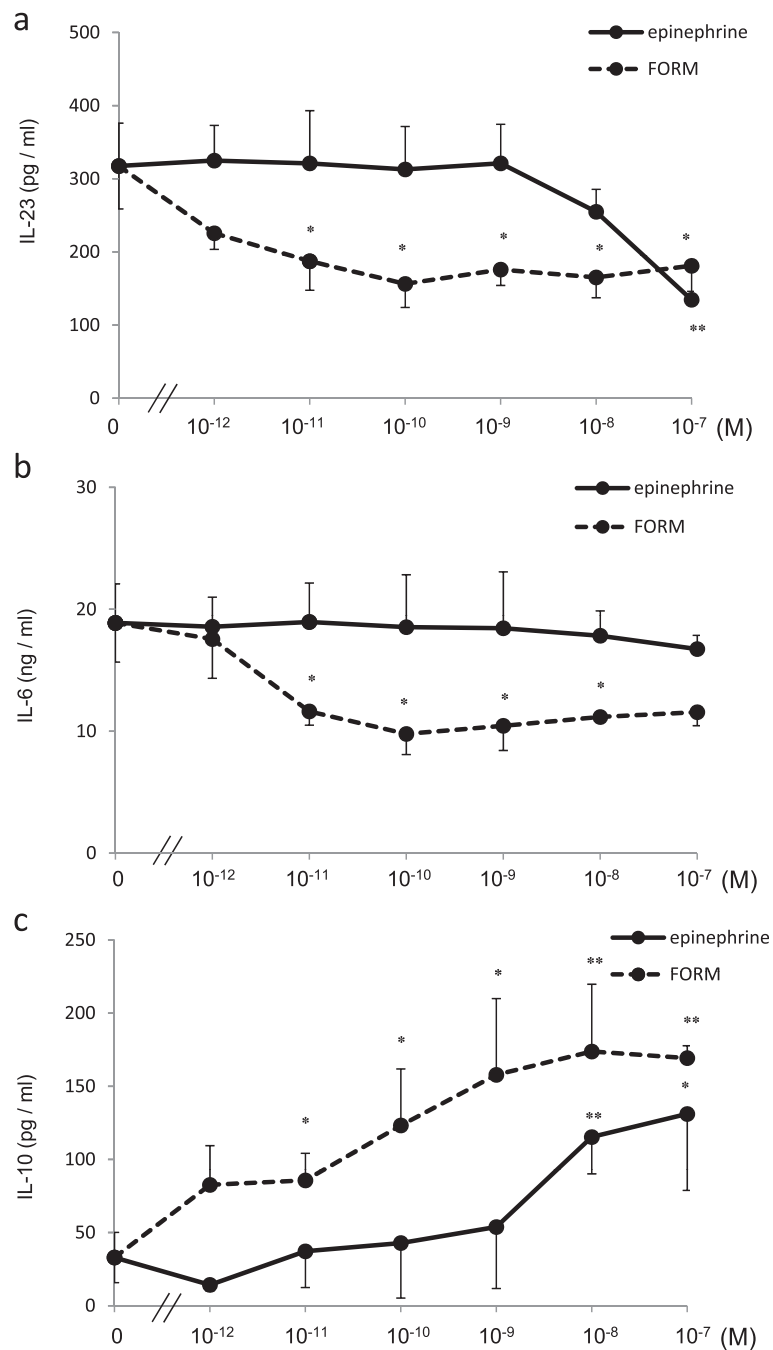 a
500
400
300
200
100
0
IL-23 (pg / ml)
epinephrine
FORM
*
*
*
*
*
**
0 10⁻¹² 10⁻¹¹ 10⁻¹⁰ 10⁻⁹ 10⁻⁸ 10⁻⁷ (M)
b
30
20
10
0
IL-6 (ng / ml)
epinephrine
FORM
*
*
*
*
0 10⁻¹² 10⁻¹¹ 10⁻¹⁰ 10⁻⁹ 10⁻⁸ 10⁻⁷ (M)
c
250
200
150
100
50
0
IL-10 (pg / ml)
epinephrine
FORM
*
*
*
**
**
**
*
0 10⁻¹² 10⁻¹¹ 10⁻¹⁰ 10⁻⁹ 10⁻⁸ 10⁻⁷ (M)